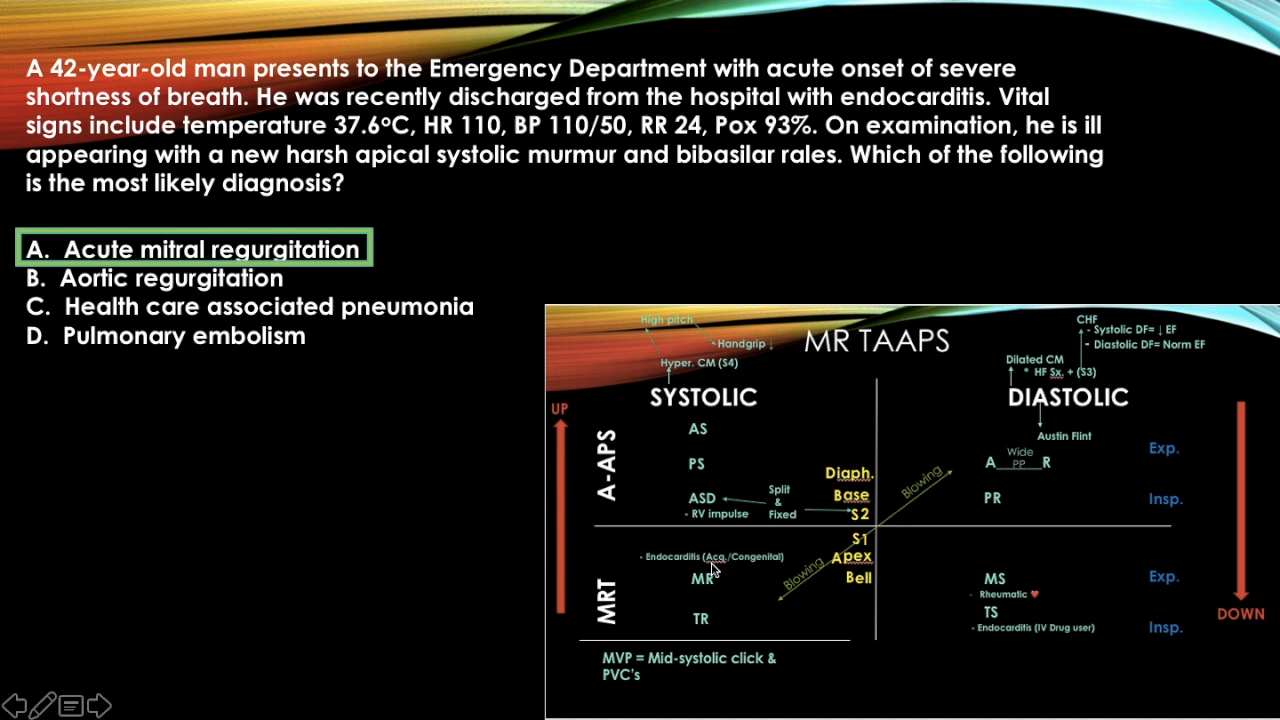 A 42-year-old man presents to the Emergency Department with acute onset of severe
shortness of breath. He was recently discharged from the hospital with endocarditis. Vital
signs include temperature 37.6ºC, HR 110, BP 110/50, RR 24, Pox 93%. On examination, he is ill
appearing with a new harsh apical systolic murmur and bibasilar rales. Which of the following
is the most likely diagnosis?
A. Acute mitral regurgitation
B. Aortic regurgitation
C. Health care associated pneumonia
D. Pulmonary embolism
MR TAAPS
High pitch
Handgrip ↓
Hyper. CM (S4)
CHF
- Systolic DF= ↓ EF
- Diastolic DF= Norm EF
Dilated CM
* HF Sx. + (S3)
UP
SYSTOLIC
DIASTOLIC
Austin Flint
A-APS
AS
PS
ASD
- RV impulse
Split
&
Fixed
Diaph.
Base
S2
Blowing
Wide
PP
A____R
PR
Exp.
Insp.
S1
Apex
Bell
Blowing
MRT
- Endocarditis (Acq./Congenital)
MR
TR
MS
- Rheumatic ♥
TS
- Endocarditis (IV Drug user)
Exp.
Insp.
DOWN
MVP = Mid-systolic click &
PVC's